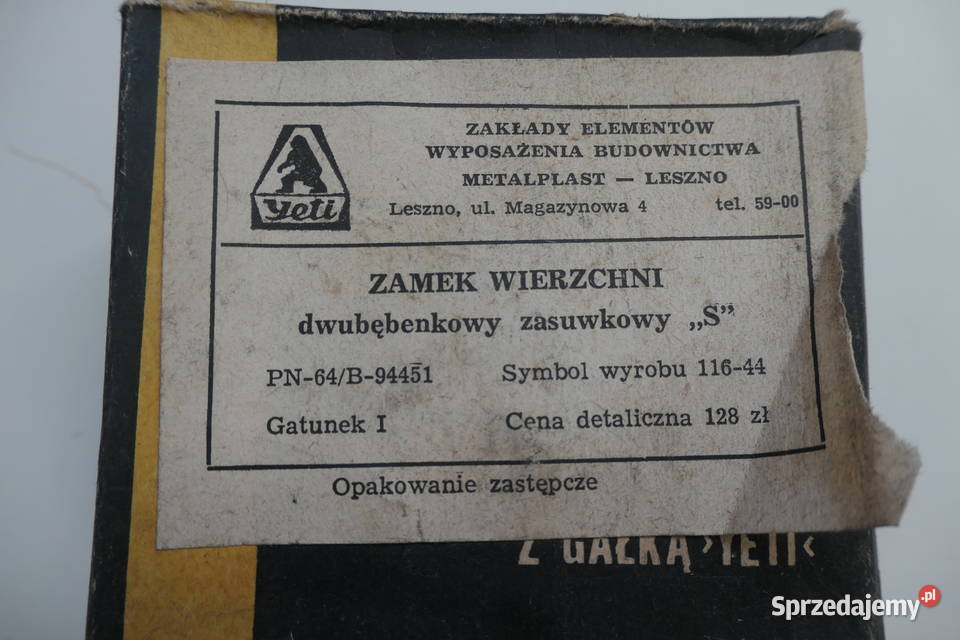 ZAKŁADY ELEMENTÓW
WYPOSAŻENIA BUDOWNICTWA
METALPLAST — LESZNO
Leszno, ul. Magazynowa 4 tel. 59-00
Yeti
ZAMEK WIERZCHNI
dwubębenkowy zasuwkowy „S”
PN-64/B-94451 Symbol wyrobu 116-44
Gatunek I Cena detaliczna 128 zł
Opakowanie zastępcze
Z GAŁKĄ ›YETI‹
Sprzedajemy.pl